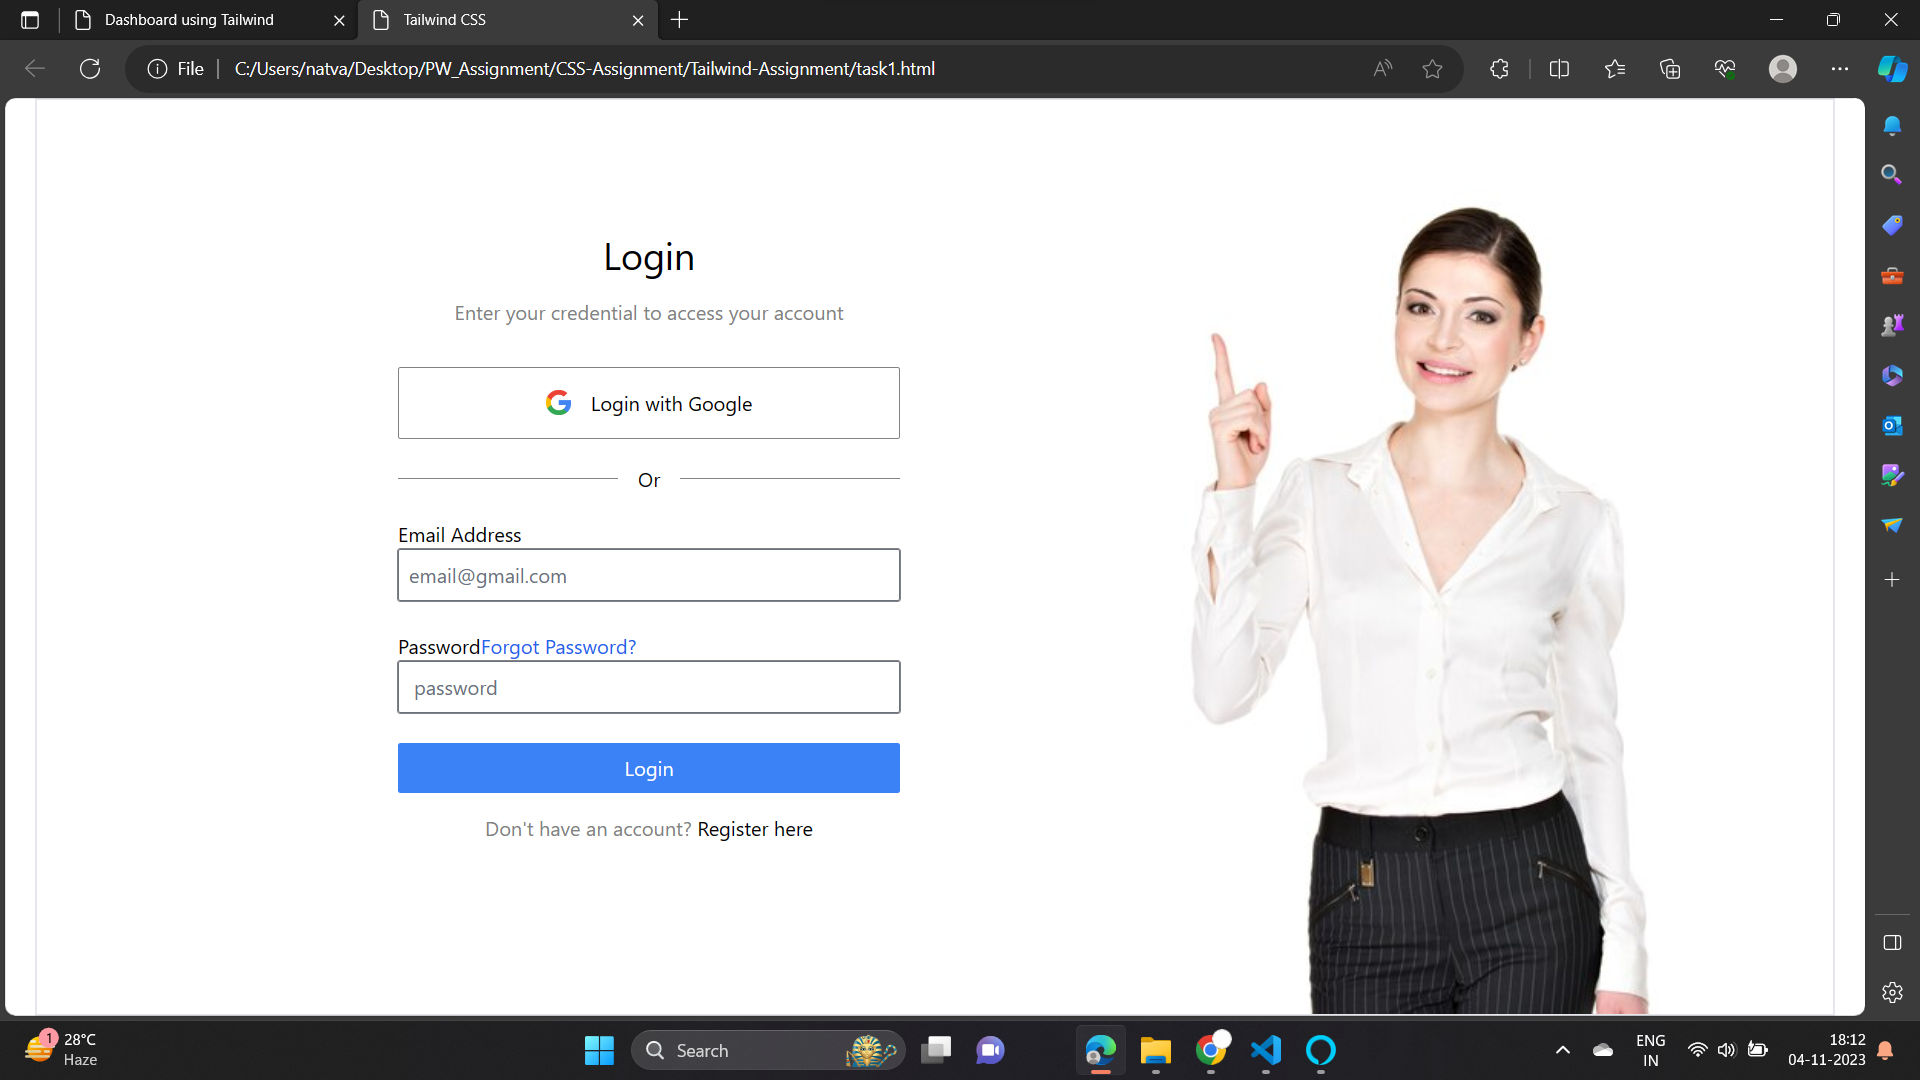 Dashboard using Tailwind
Tailwind CSS
File
C:/Users/natva/Desktop/PW_Assignment/CSS-Assignment/Tailwind-Assignment/task1.html
Login
Enter your credential to access your account
Login with Google
Or
Email Address
email@gmail.com
PasswordForgot Password?
password
Login
Don't have an account? Register here
1
28°C
Haze
Search
ENG
IN
18:12
04-11-2023